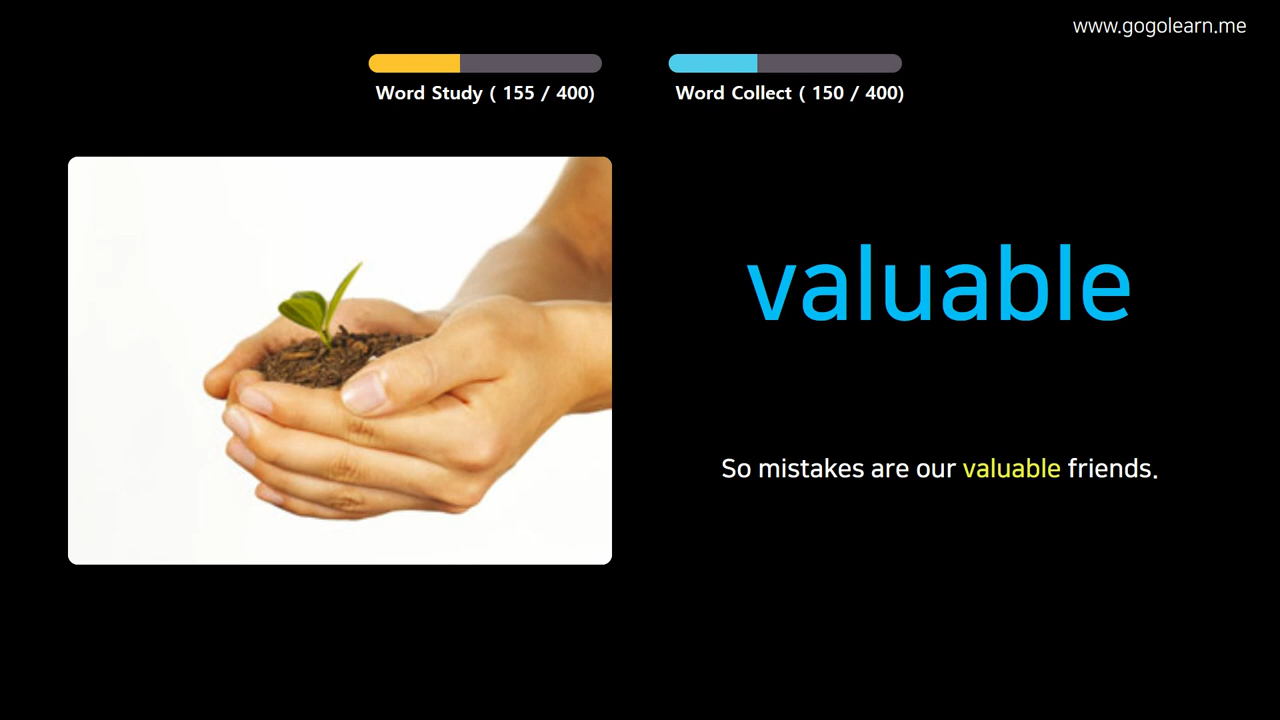 www.gogolearn.me
Word Study ( 155 / 400)
Word Collect ( 150 / 400)
valuable
So mistakes are our valuable friends.